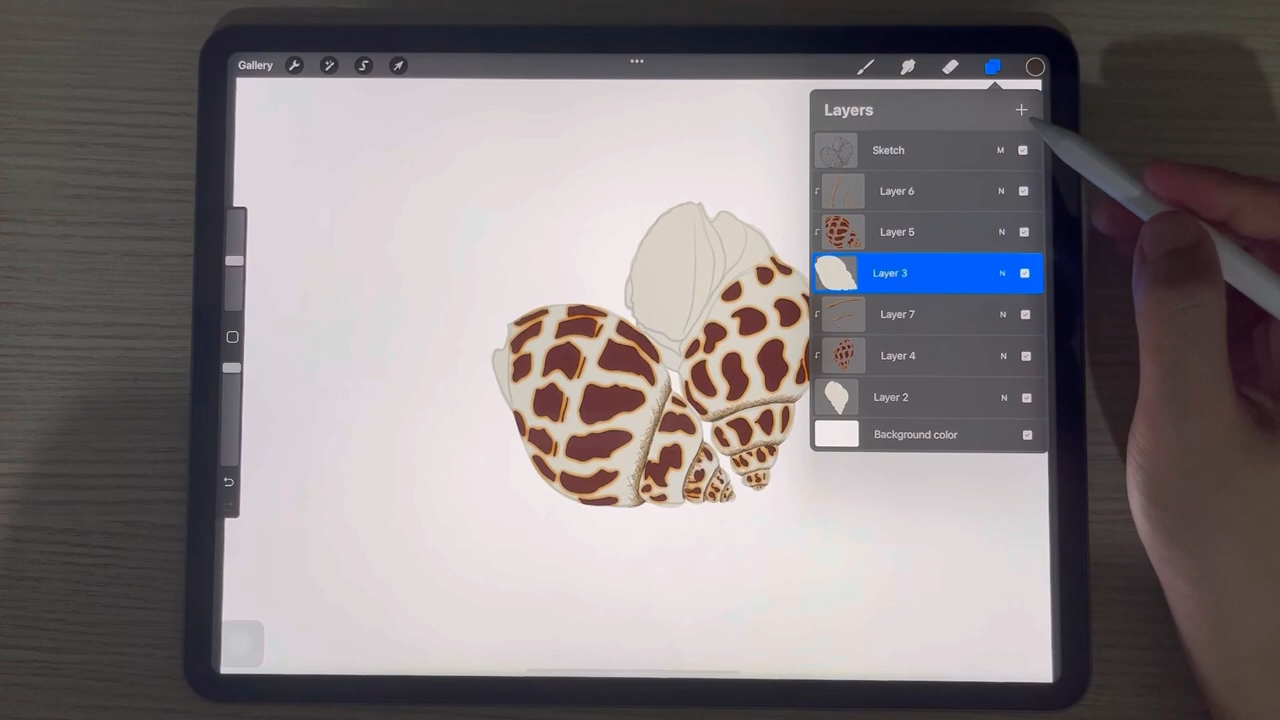 Gallery
Layers
Sketch M
Layer 6 N
Layer 5 N
Layer 3 N
Layer 7 N
Layer 4 N
Layer 2 N
Background color